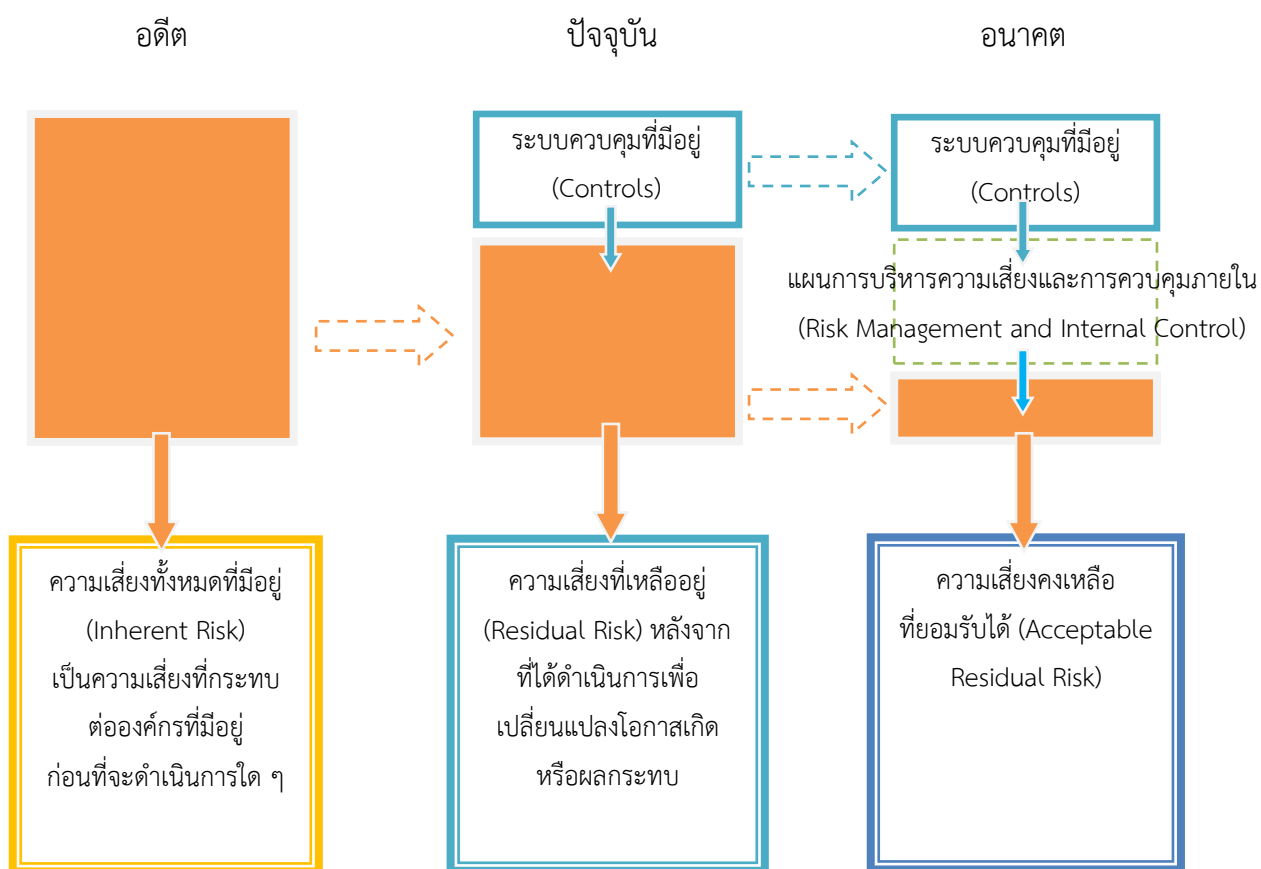 อดีต
ปัจจุบัน
อนาคต
ระบบควบคุมที่มีอยู่
(Controls)
ระบบควบคุมที่มีอยู่
(Controls)
แผนการบริหารความเสี่ยงและการควบคุมภายใน
(Risk Management and Internal Control)
ความเสี่ยงทั้งหมดที่มีอยู่
(Inherent Risk)
เป็นความเสี่ยงที่กระทบ
ต่อองค์กรที่มีอยู่
ก่อนที่จะดำเนินการใด ๆ
ความเสี่ยงที่เหลืออยู่
(Residual Risk) หลังจาก
ที่ได้ดำเนินการเพื่อ
เปลี่ยนแปลงโอกาสเกิด
หรือผลกระทบ
ความเสี่ยงคงเหลือ
ที่ยอมรับได้ (Acceptable
Residual Risk)